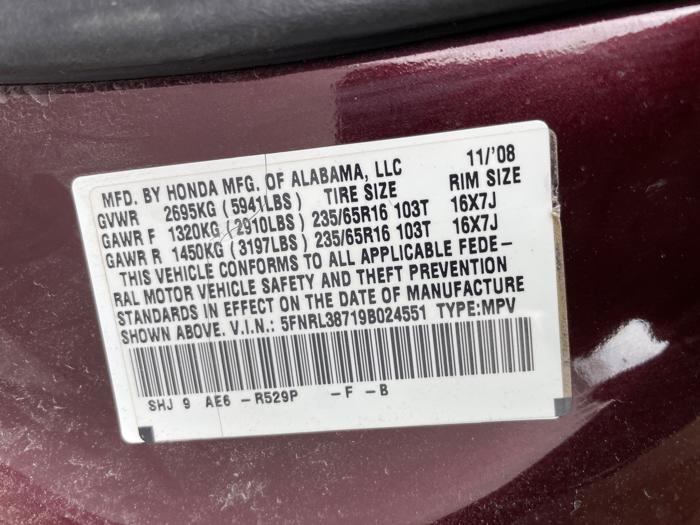 MFD. BY HONDA MFG. OF ALABAMA, LLC 11/'08
GVWR 2695KG (5941LBS) TIRE SIZE RIM SIZE
GAWR F 1320KG (2910LBS) 235/65R16 103T 16X7J
GAWR R 1450KG (3197LBS) 235/65R16 103T 16X7J
THIS VEHICLE CONFORMS TO ALL APPLICABLE FEDE-
RAL MOTOR VEHICLE SAFETY AND THEFT PREVENTION
STANDARDS IN EFFECT ON THE DATE OF MANUFACTURE
SHOWN ABOVE. V.I.N.: 5FNRL38719B024551 TYPE:MPV
SHJ 9 AE6 -R529P -F -B